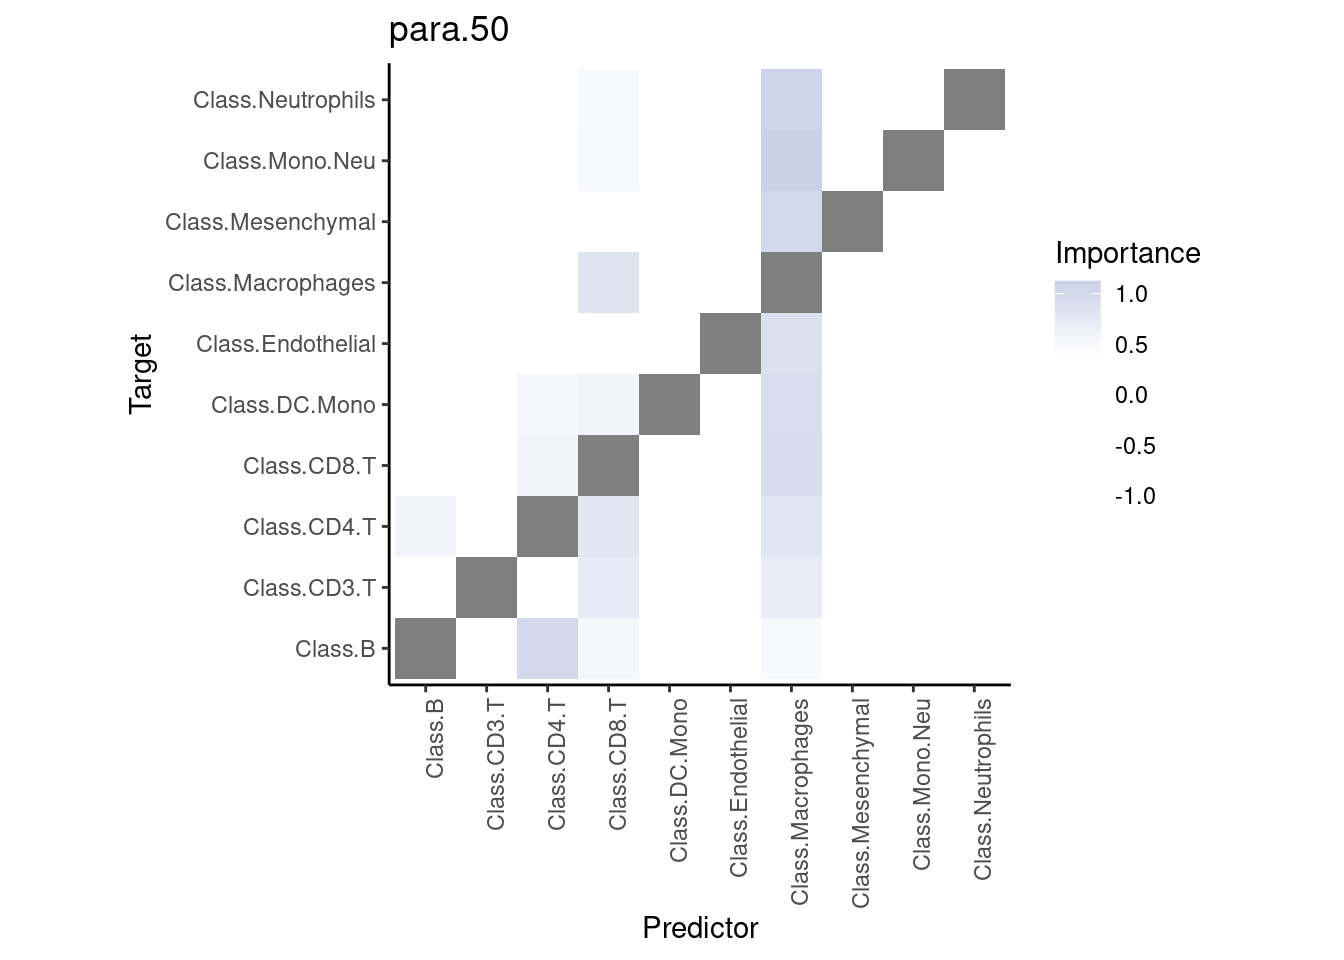 para.50
Class.Neutrophils
Class.Mono.Neu
Class.Mesenchymal
Class.Macrophages
Class.Endothelial
Class.DC.Mono
Class.CD8.T
Class.CD4.T
Class.CD3.T
Class.B
Target
Class.B
Class.CD3.T
Class.CD4.T
Class.CD8.T
Class.DC.Mono
Class.Endothelial
Class.Macrophages
Class.Mesenchymal
Class.Mono.Neu
Class.Neutrophils
Predictor
Importance
1.0
0.5
0.0
-0.5
-1.0